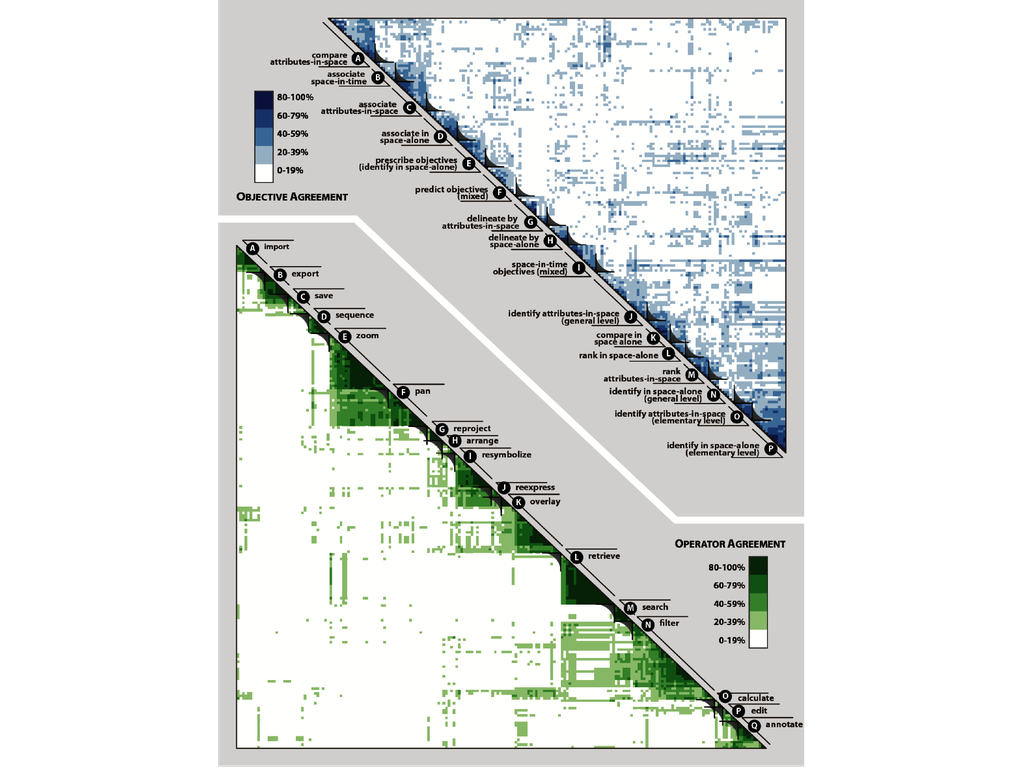 compare
attributes-in-space
A
associate
space-in-time
B
associate
attributes-in-space
C
associate in
space-alone
D
prescribe objectives
(identify in space-alone)
E
predict objectives
(mixed)
F
delineate by
attributes-in-space
G
delineate by
space-alone
H
space-in-time
objectives (mixed)
I
identify attributes-in-space
(general level)
J
compare in
space alone
K
rank in space-alone
L
rank
attributes-in-space
M
identify in space-alone
(general level)
N
identify attributes-in-space
(elementary level)
O
identify in space-alone
(elementary level)
P
80-100%
60-79%
40-59%
20-39%
0-19%
OBJECTIVE AGREEMENT
A import
B export
C save
D sequence
E zoom
F pan
G reproject
H arrange
I resymbolize
J reexpress
K overlay
L retrieve
M search
N filter
O calculate
P edit
Q annotate
OPERATOR AGREEMENT
80-100%
60-79%
40-59%
20-39%
0-19%